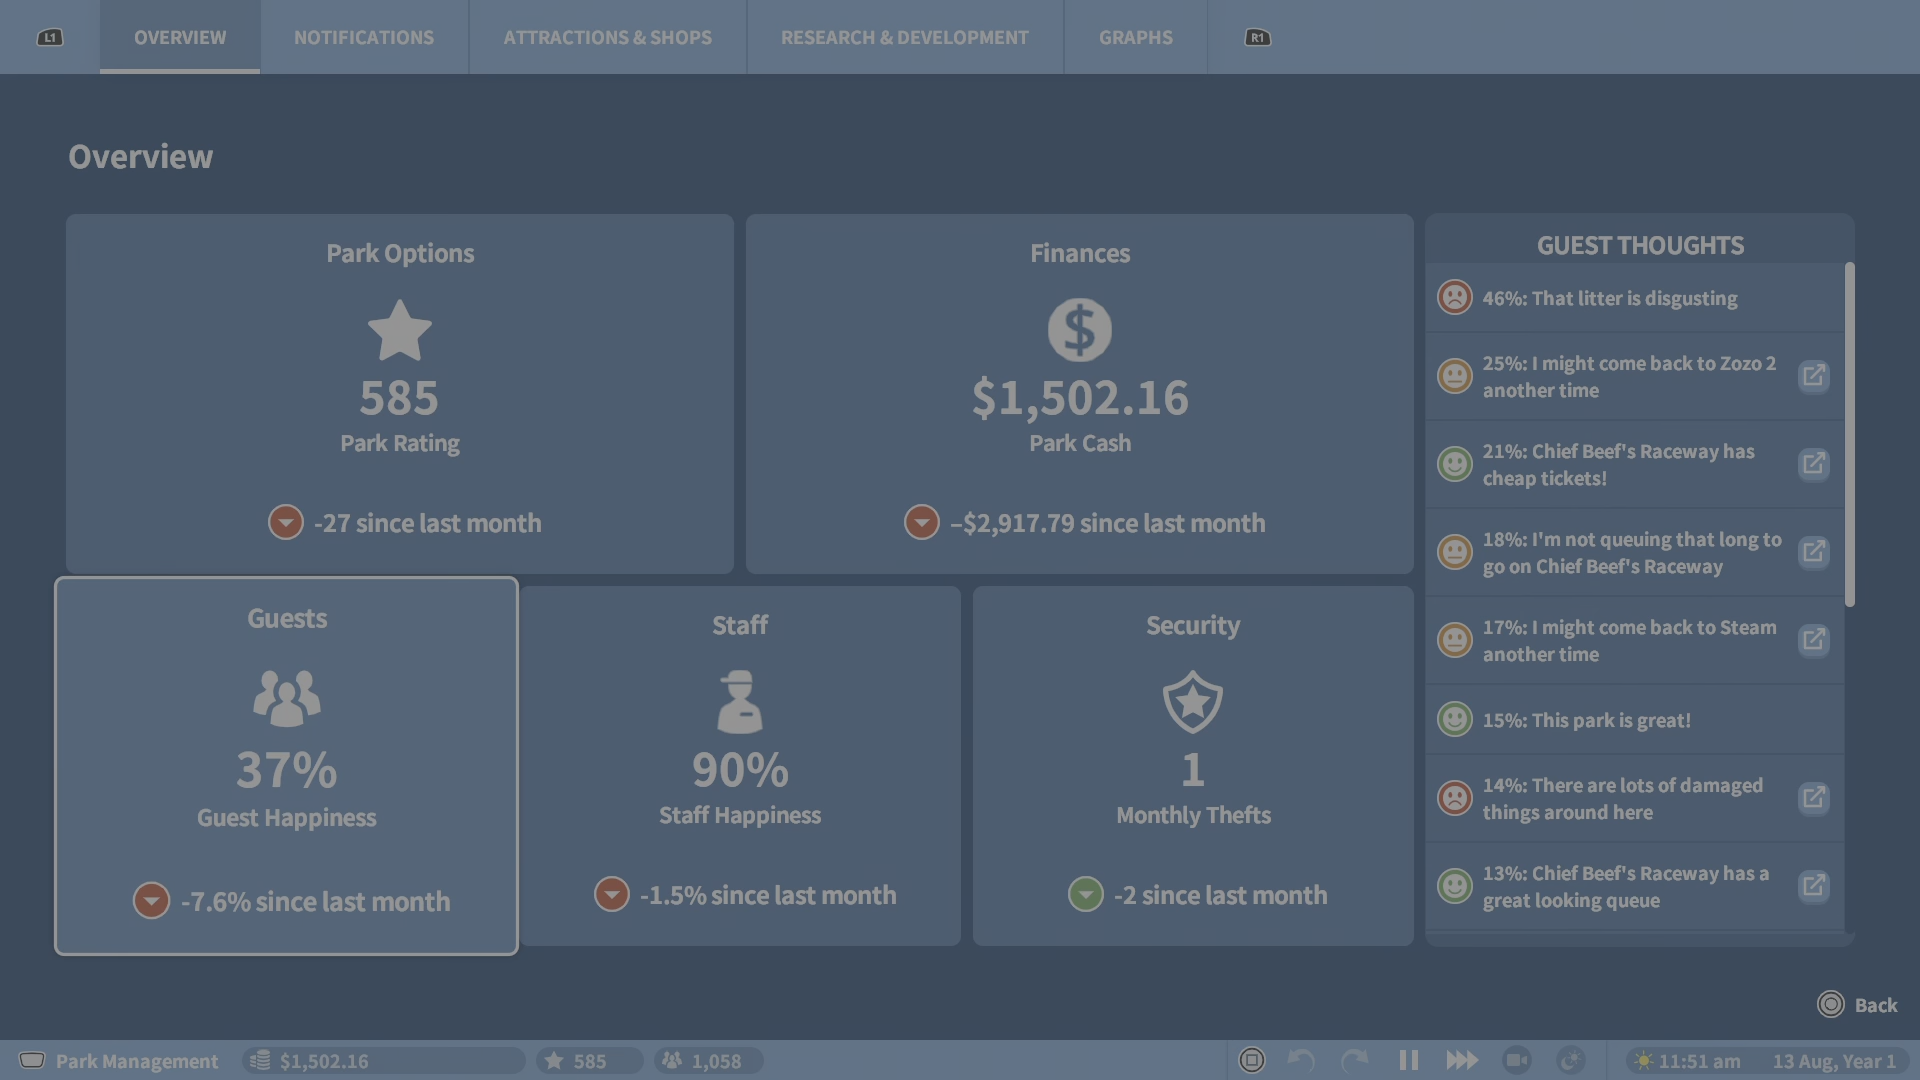 L1
OVERVIEW
NOTIFICATIONS
ATTRACTIONS & SHOPS
RESEARCH & DEVELOPMENT
GRAPHS
R1
Overview
Park Options
585
Park Rating
-27 since last month
Finances
$
$1,502.16
Park Cash
–$2,917.79 since last month
Guests
37%
Guest Happiness
-7.6% since last month
Staff
90%
Staff Happiness
-1.5% since last month
Security
1
Monthly Thefts
-2 since last month
GUEST THOUGHTS
46%: That litter is disgusting
25%: I might come back to Zozo 2
another time
21%: Chief Beef's Raceway has
cheap tickets!
18%: I'm not queuing that long to
go on Chief Beef's Raceway
17%: I might come back to Steam
another time
15%: This park is great!
14%: There are lots of damaged
things around here
13%: Chief Beef's Raceway has a
great looking queue
Back
Park Management
$1,502.16
585
1,058
11:51 am
13 Aug, Year 1